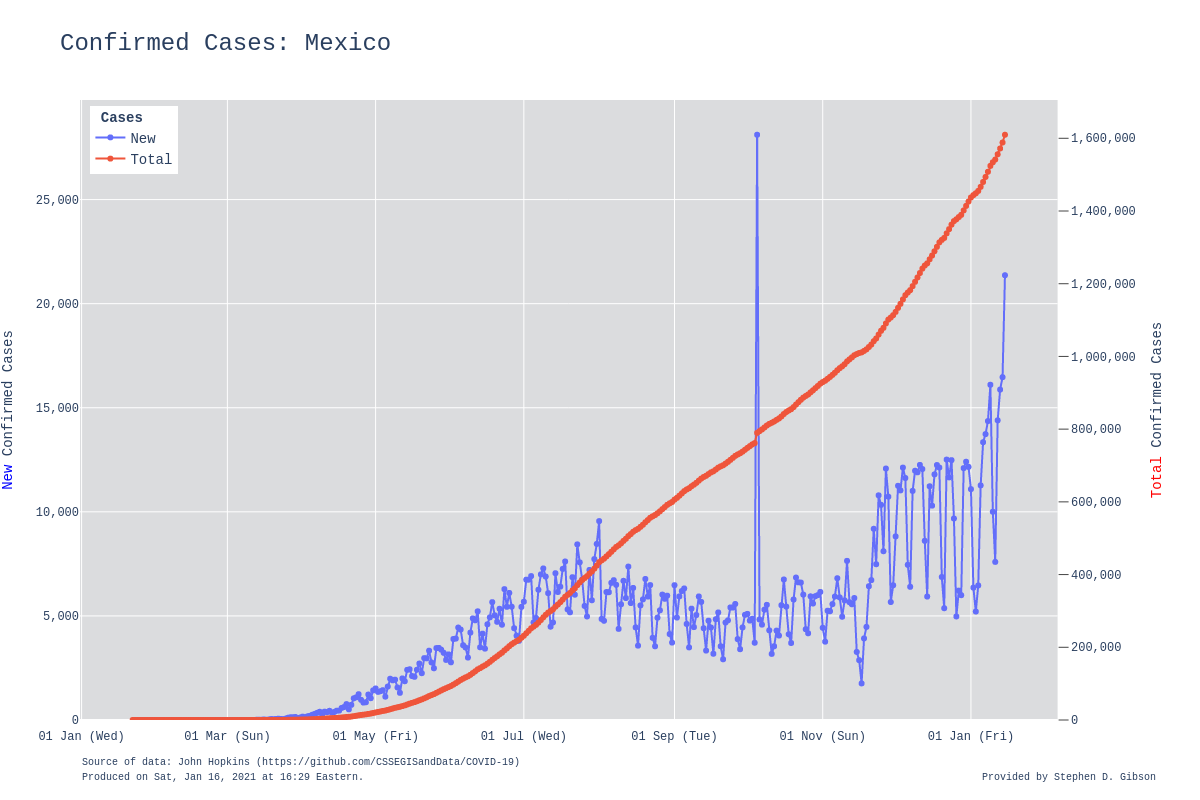 Confirmed Cases: Mexico
Cases
New
Total
25,000
20,000
15,000
10,000
5,000
0
New Confirmed Cases
1,600,000
1,400,000
1,200,000
1,000,000
800,000
600,000
400,000
200,000
0
Total Confirmed Cases
01 Jan (Wed) 01 Mar (Sun) 01 May (Fri) 01 Jul (Wed) 01 Sep (Tue) 01 Nov (Sun) 01 Jan (Fri)
Source of data: John Hopkins (https://github.com/CSSEGISandData/COVID-19)
Produced on Sat, Jan 16, 2021 at 16:29 Eastern.
Provided by Stephen D. Gibson